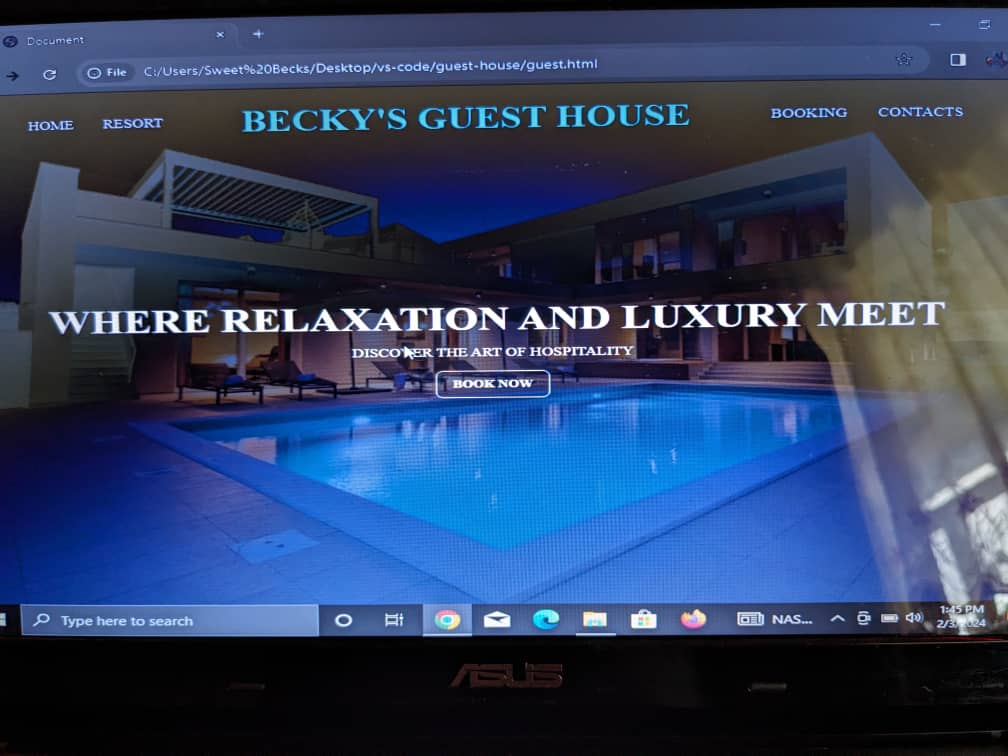 Document
File C:/Users/Sweet%20Becks/Desktop/vs-code/guest-house/guest.html
HOME RESORT BECKY'S GUEST HOUSE BOOKING CONTACTS
WHERE RELAXATION AND LUXURY MEET
DISCOVER THE ART OF HOSPITALITY
BOOK NOW
Type here to search NAS... 1:45 PM
2/3/2024
ASUS